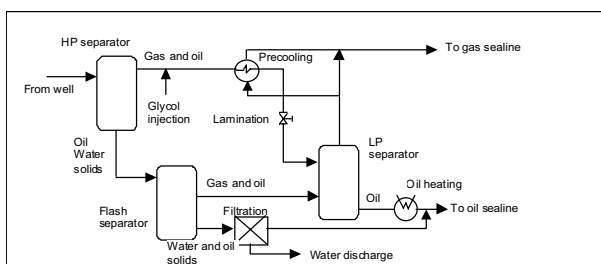 HP separator
Gas and oil
Precooling
To gas sealine
From well
Glycol
injection
Lamination
Oil
Water
solids
LP
separator
Gas and oil
Oil
Oil heating
To oil sealine
Flash
separator
Filtration
Water and oil
solids
Water discharge